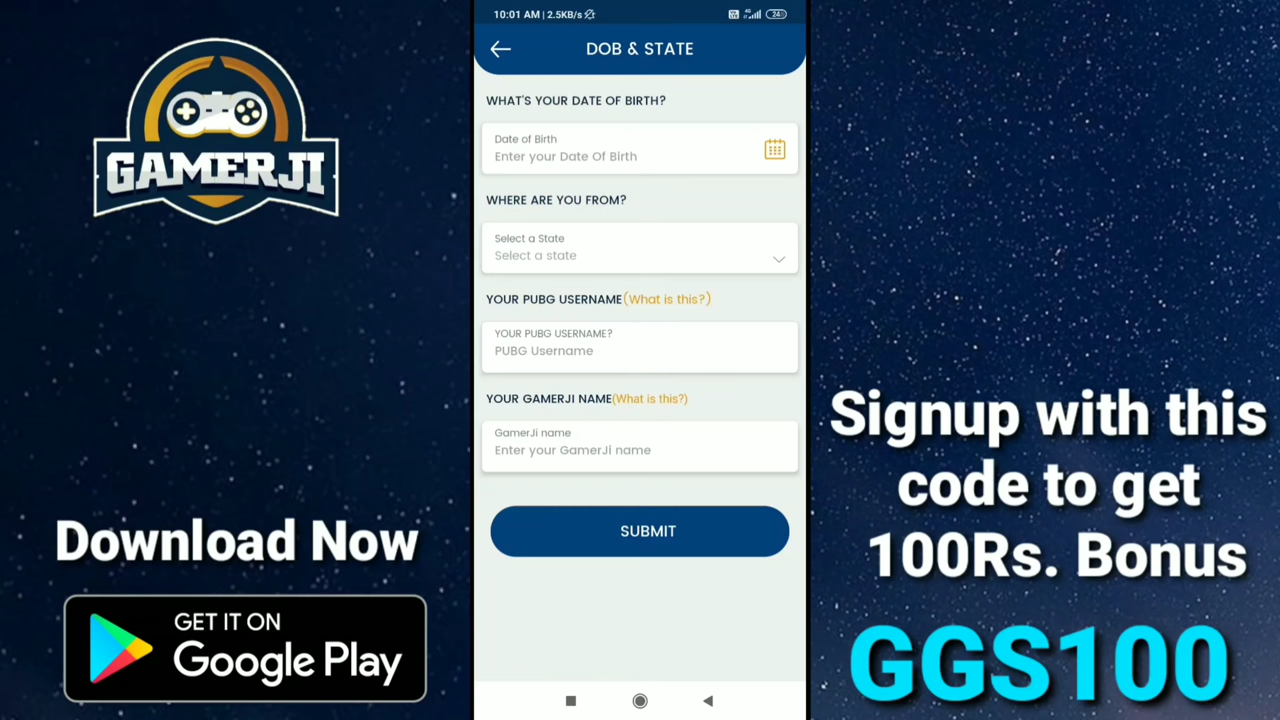 GAMERJI
Download Now
GET IT ON
Google Play
10:01 AM | 2.5KB/s
4G
24
DOB & STATE
WHAT'S YOUR DATE OF BIRTH?
Date of Birth
Enter your Date Of Birth
WHERE ARE YOU FROM?
Select a State
Select a state
YOUR PUBG USERNAME(What is this?)
YOUR PUBG USERNAME?
PUBG Username
YOUR GAMERJI NAME(What is this?)
GamerJi name
Enter your GamerJi name
SUBMIT
Signup with this
code to get
100Rs. Bonus
GGS100